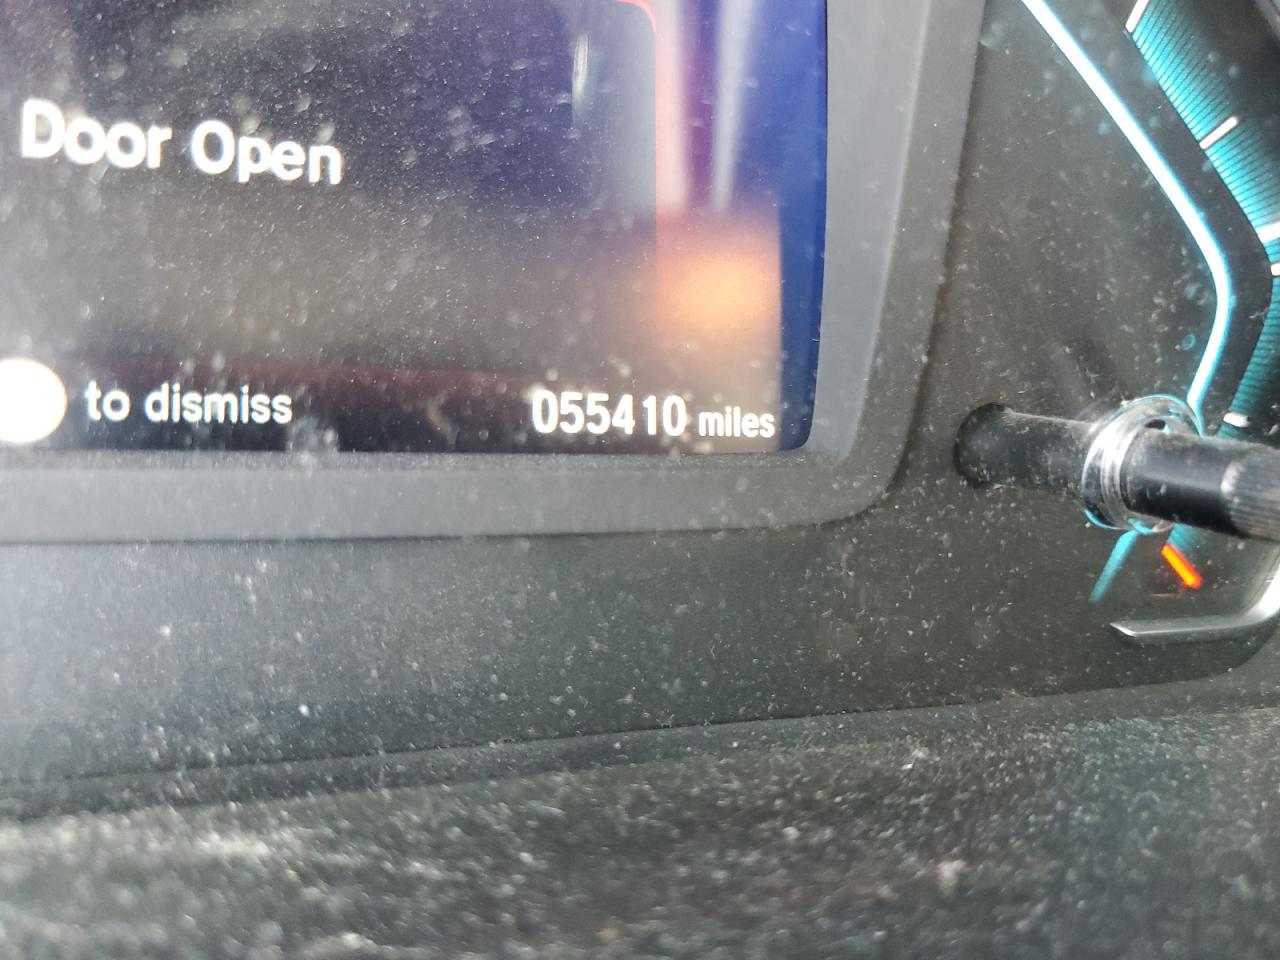 Door Open
to dismiss
055410 miles